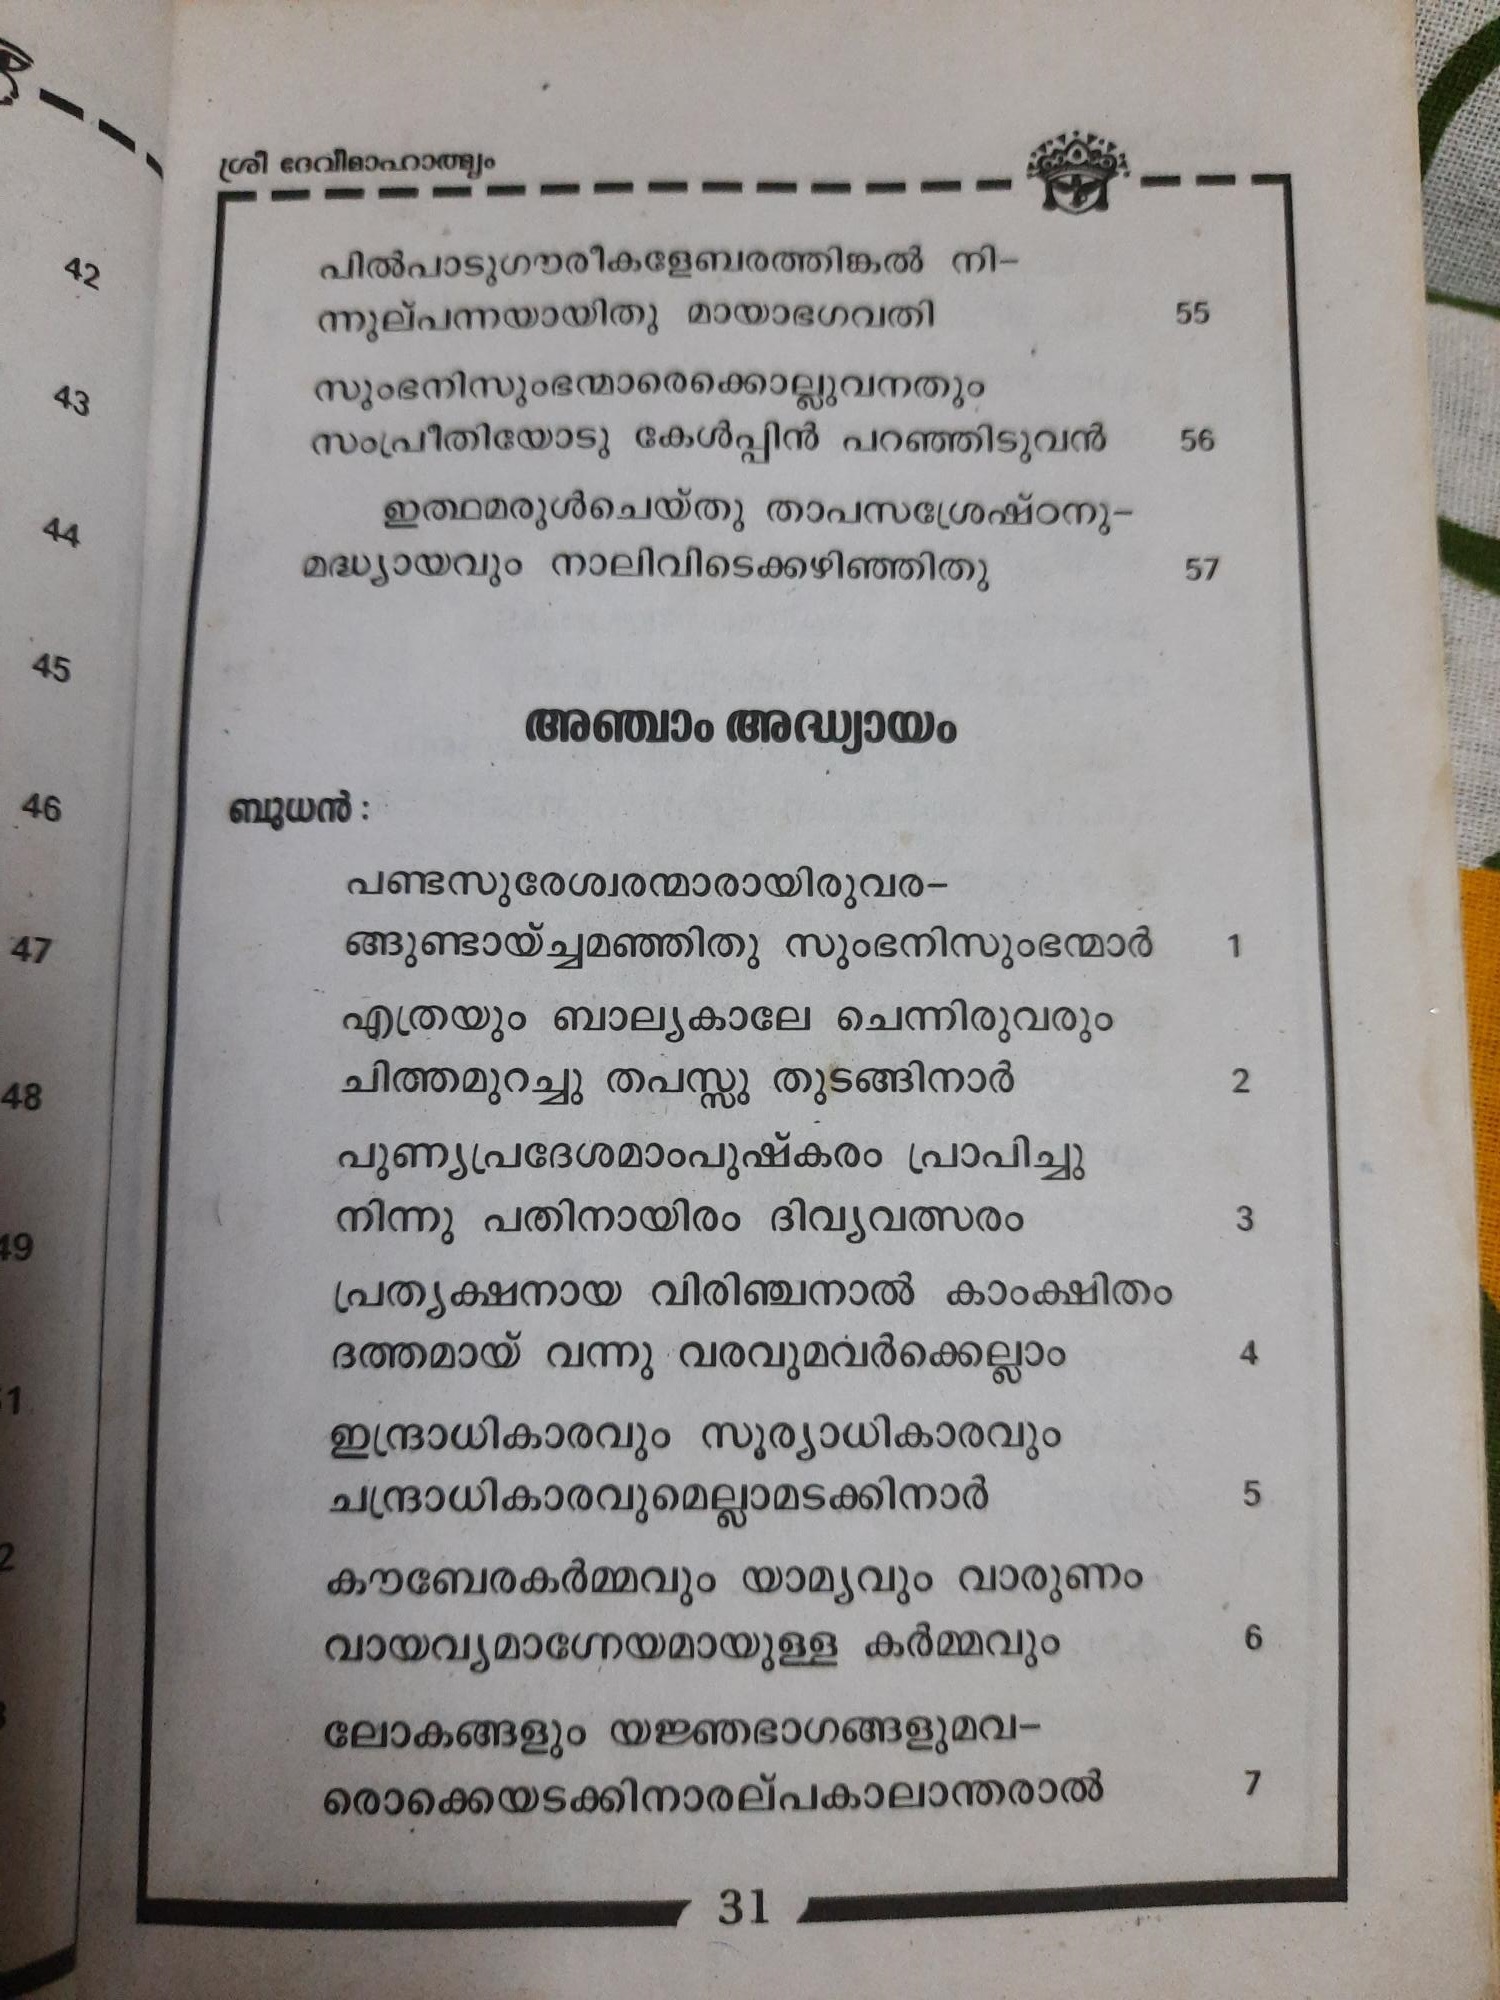 ശ്രീ ദേവീമാഹാത്മ്യം
42
43
44
45
46
47
48
49
പിൽപാടുഗൗരീകളേബരത്തിങ്കൽ നി–
ന്നുല്പന്നയായിതു മായാഭഗവതി 55
സുംഭനിസുംഭന്മാരെക്കൊല്ലുവനതും
സംപ്രീതിയോടു കേൾപ്പിൻ പറഞ്ഞിടുവൻ 56
ഇത്ഥമരുൾചെയ്തു താപസശ്രേഷ്ഠനു–
മദ്ധ്യായവും നാലിവിടെക്കഴിഞ്ഞിതു 57
അഞ്ചാം അദ്ധ്യായം
ബുധൻ :
പണ്ടസുരേശ്വരന്മാരായിരുവര–
ങ്ങുണ്ടായ്ച്ചമഞ്ഞിതു സുംഭനിസുംഭന്മാർ 1
എത്രയും ബാല്യകാലേ ചെന്നിരുവരും
ചിത്തമുറച്ചു തപസ്സു തുടങ്ങിനാർ 2
പുണ്യപ്രദേശമാംപുഷ്കരം പ്രാപിച്ചു
നിന്നു പതിനായിരം ദിവ്യവത്സരം 3
പ്രത്യക്ഷനായ വിരിഞ്ചനാൽ കാംക്ഷിതം
ദത്തമായ് വന്നു വരവുമവർക്കെല്ലാം 4
ഇന്ദ്രാധികാരവും സൂര്യാധികാരവും
ചന്ദ്രാധികാരവുമെല്ലാമടക്കിനാർ 5
കൗബേരകർമ്മവും യാമ്യവും വാരുണം
വായവ്യമാഗ്നേയമായുള്ള കർമ്മവും 6
ലോകങ്ങളും യജ്ഞഭാഗങ്ങളുമവ–
രൊക്കെയടക്കിനാരല്പകാലാന്തരാൽ 7
31